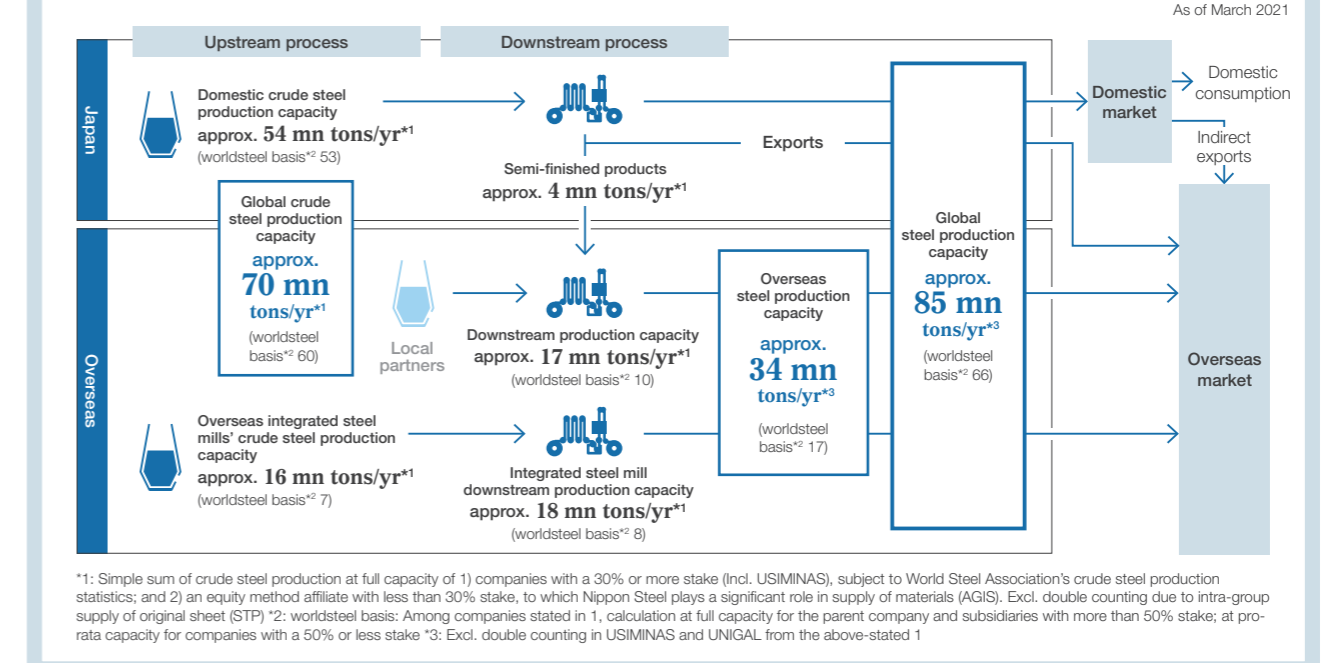 As of March 2021
Upstream process
Downstream process
Japan
Domestic crude steel
production capacity
approx. 54 mn tons/yr*1
(worldsteel basis*2 53)
Semi-finished products
approx. 4 mn tons/yr*1
Exports
Domestic
market
Domestic
consumption
Indirect
exports
Global crude
steel production
capacity
approx.
70 mn
tons/yr*1
(worldsteel
basis*2 60)
Overseas
Local
partners
Downstream production capacity
approx. 17 mn tons/yr*1
(worldsteel basis*2 10)
Overseas integrated steel
mills’ crude steel production
capacity
approx. 16 mn tons/yr*1
(worldsteel basis*2 7)
Integrated steel mill
downstream production capacity
approx. 18 mn tons/yr*1
(worldsteel basis*2 8)
Overseas
steel production
capacity
approx.
34 mn
tons/yr*3
(worldsteel
basis*2 17)
Global
steel production
capacity
approx.
85 mn
tons/yr*3
(worldsteel
basis*2 66)
Overseas
market
*1: Simple sum of crude steel production at full capacity of 1) companies with a 30% or more stake (Incl. USIMINAS), subject to World Steel Association’s crude steel production
statistics; and 2) an equity method affiliate with less than 30% stake, to which Nippon Steel plays a significant role in supply of materials (AGIS). Excl. double counting due to intra-group
supply of original sheet (STP) *2: worldsteel basis: Among companies stated in 1, calculation at full capacity for the parent company and subsidiaries with more than 50% stake; at pro-
rata capacity for companies with a 50% or less stake *3: Excl. double counting in USIMINAS and UNIGAL from the above-stated 1